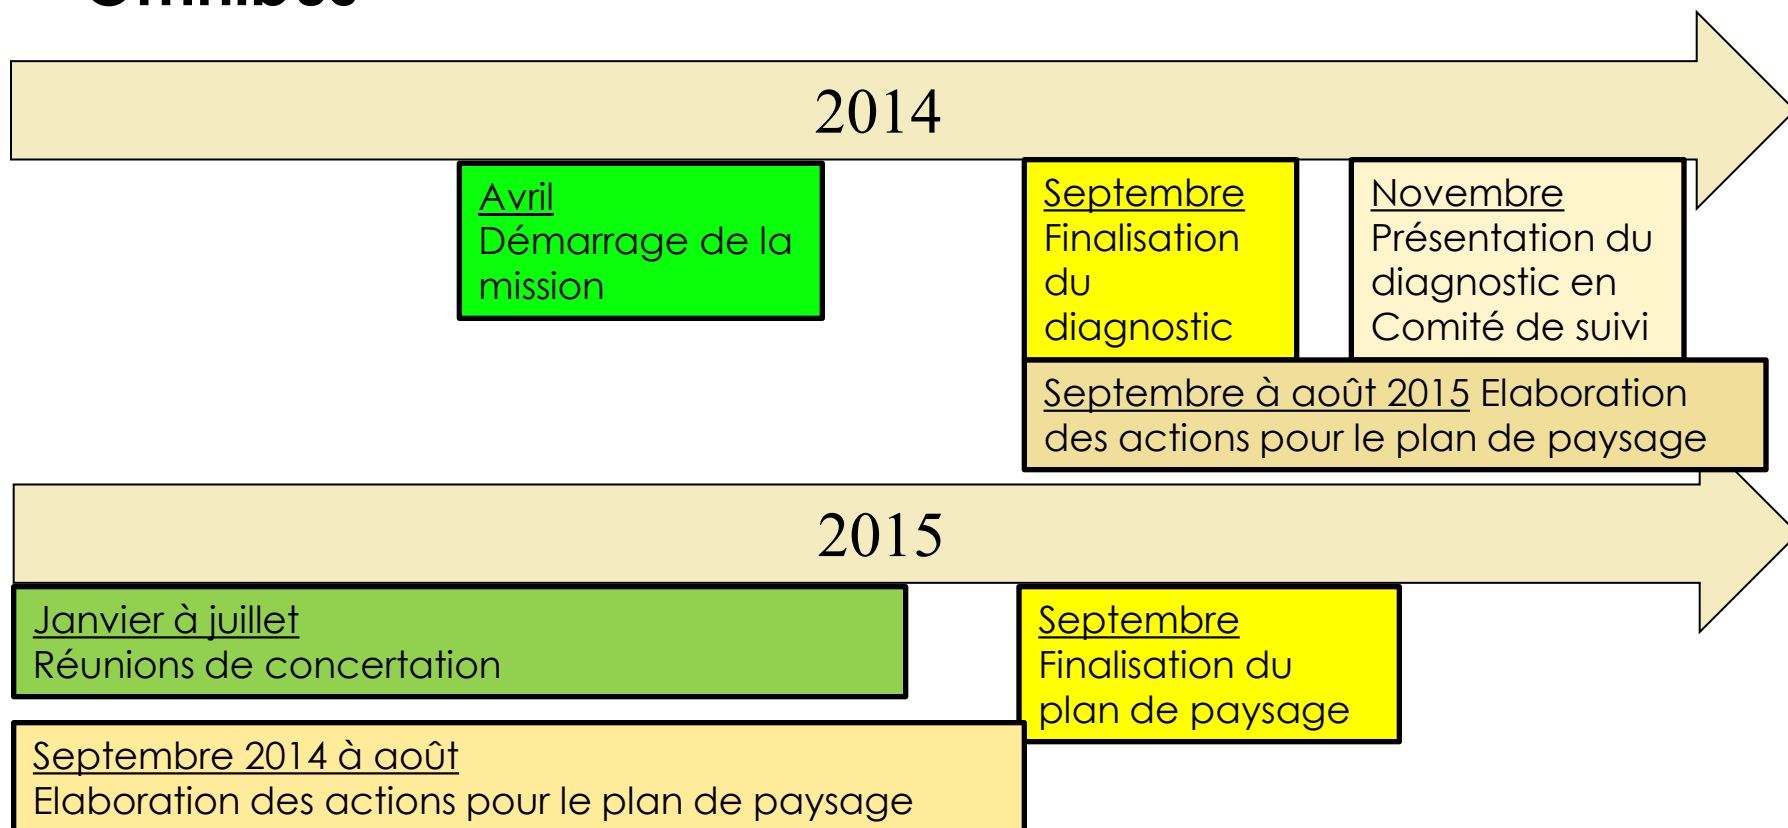 Omnibus
2014
Avril
Démarrage de la
mission
Septembre
Finalisation
du
diagnostic
Novembre
Présentation du
diagnostic en
Comité de suivi
Septembre à août 2015 Elaboration
des actions pour le plan de paysage
2015
Janvier à juillet
Réunions de concertation
Septembre
Finalisation du
plan de paysage
Septembre 2014 à août
Elaboration des actions pour le plan de paysage